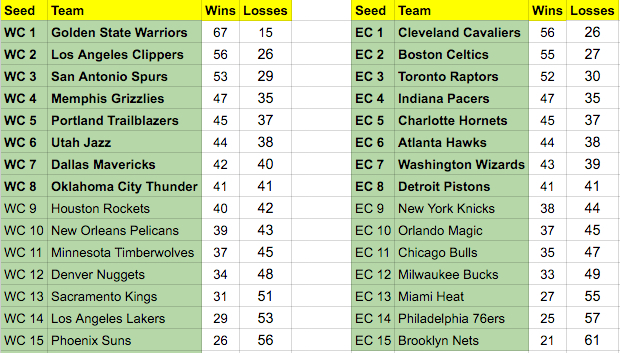 Seed Team Wins Losses Seed Team Wins Losses
WC 1 Golden State Warriors 67 15 EC 1 Cleveland Cavaliers 56 26
WC 2 Los Angeles Clippers 56 26 EC 2 Boston Celtics 55 27
WC 3 San Antonio Spurs 53 29 EC 3 Toronto Raptors 52 30
WC 4 Memphis Grizzlies 47 35 EC 4 Indiana Pacers 47 35
WC 5 Portland Trailblazers 45 37 EC 5 Charlotte Hornets 45 37
WC 6 Utah Jazz 44 38 EC 6 Atlanta Hawks 44 38
WC 7 Dallas Mavericks 42 40 EC 7 Washington Wizards 43 39
WC 8 Oklahoma City Thunder 41 41 EC 8 Detroit Pistons 41 41
WC 9 Houston Rockets 40 42 EC 9 New York Knicks 38 44
WC 10 New Orleans Pelicans 39 43 EC 10 Orlando Magic 37 45
WC 11 Minnesota Timberwolves 37 45 EC 11 Chicago Bulls 35 47
WC 12 Denver Nuggets 34 48 EC 12 Milwaukee Bucks 33 49
WC 13 Sacramento Kings 31 51 EC 13 Miami Heat 27 55
WC 14 Los Angeles Lakers 29 53 EC 14 Philadelphia 76ers 25 57
WC 15 Phoenix Suns 26 56 EC 15 Brooklyn Nets 21 61